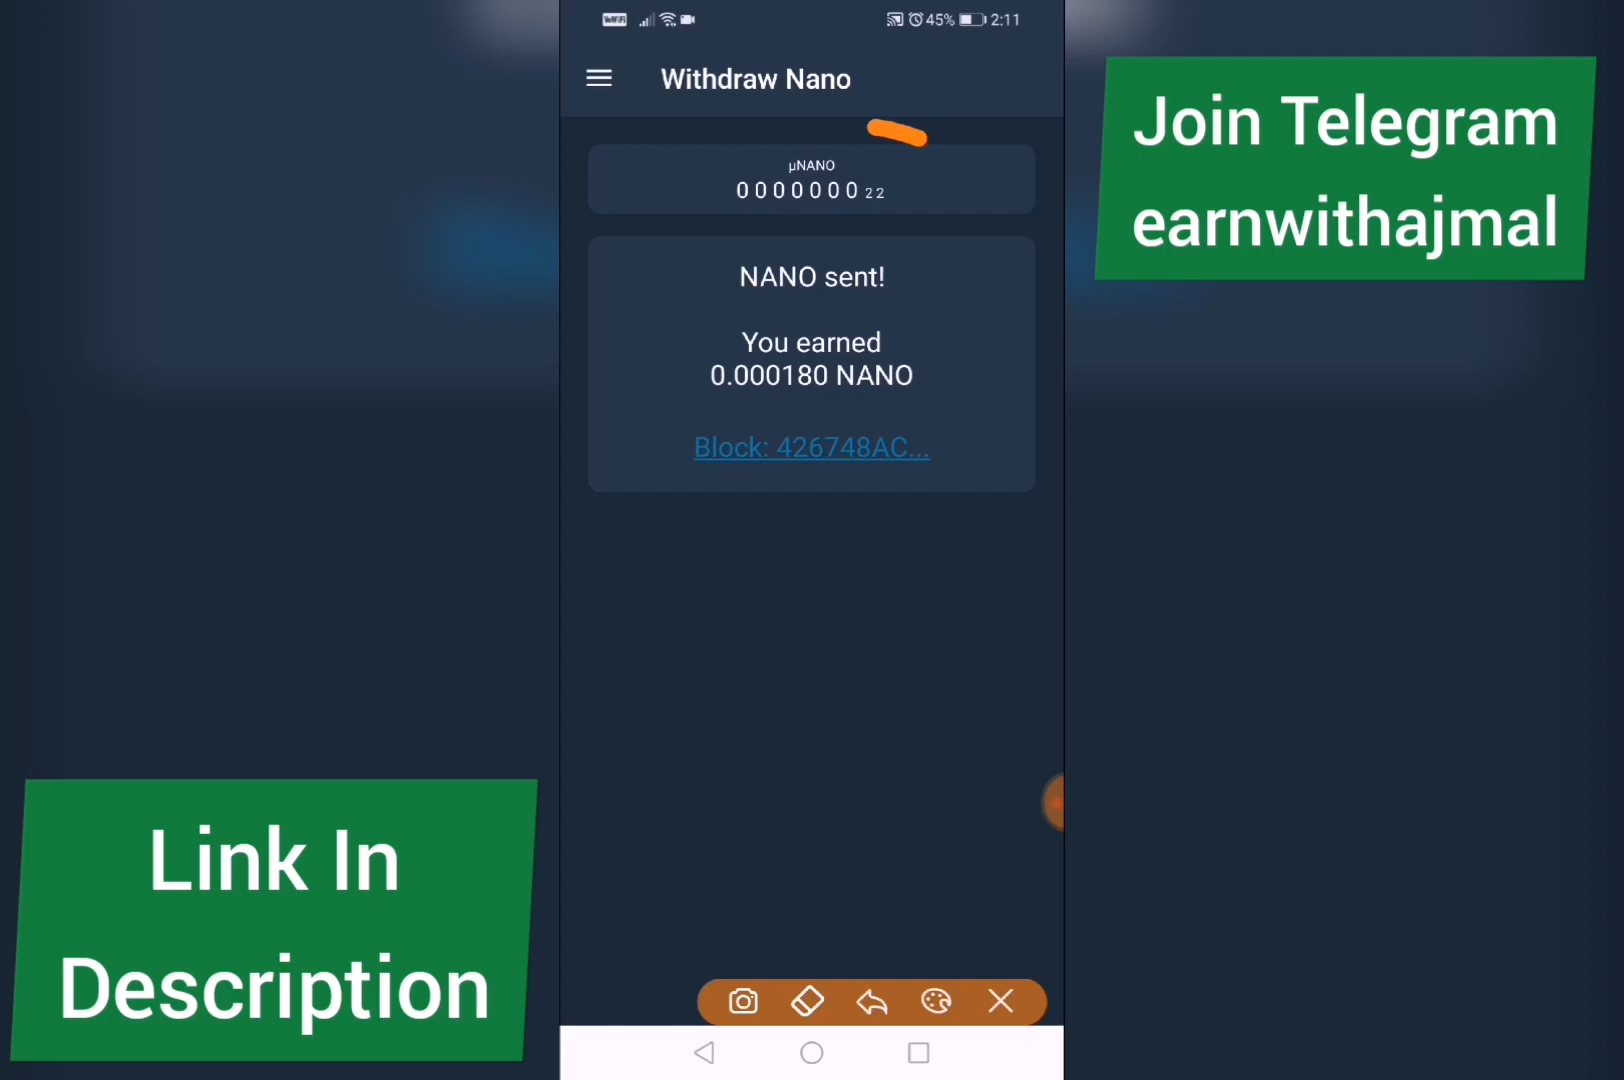 VoWiFi
45% 2:11
Withdraw Nano
µNANO
0000000 22
NANO sent!
You earned
0.000180 NANO
Block: 426748AC...
Join Telegram
earnwithajmal
Link In
Description